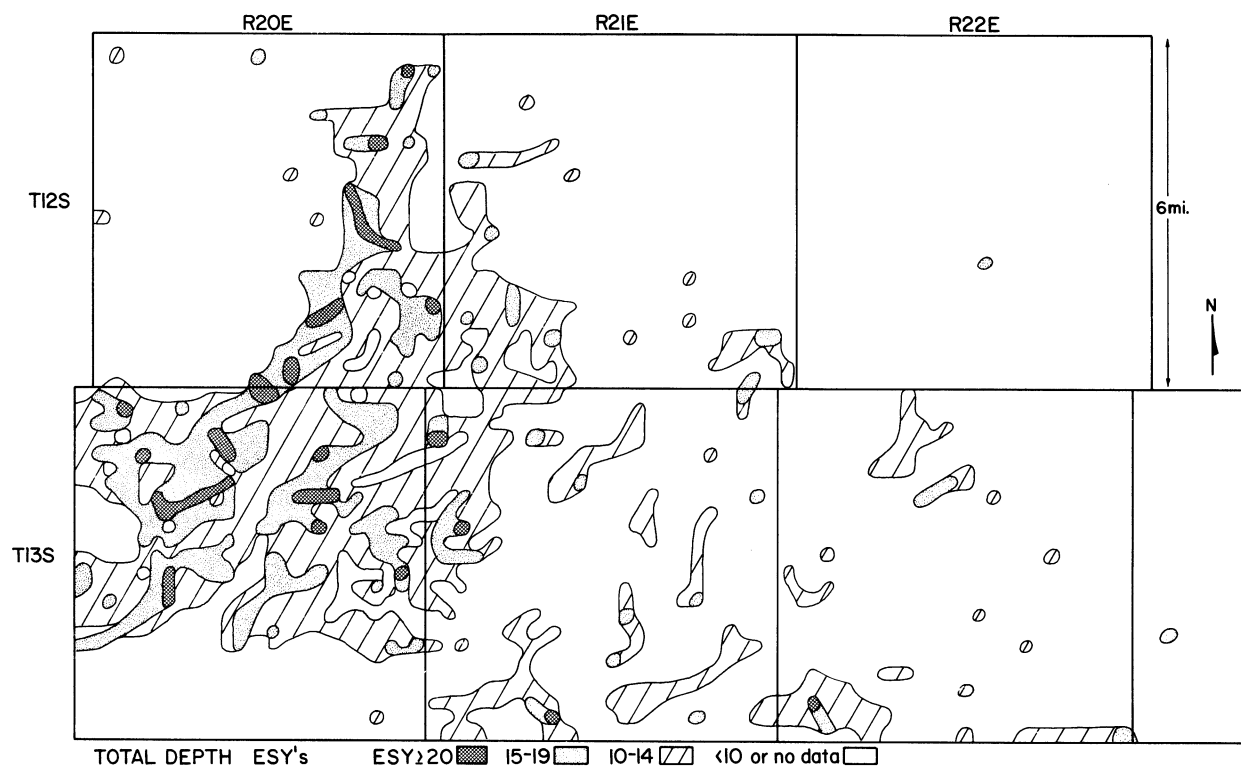 R20E R21E R22E
T12S
6mi.
N
T13S
TOTAL DEPTH ESY's ESY≥20 15-19 10-14 <10 or no data